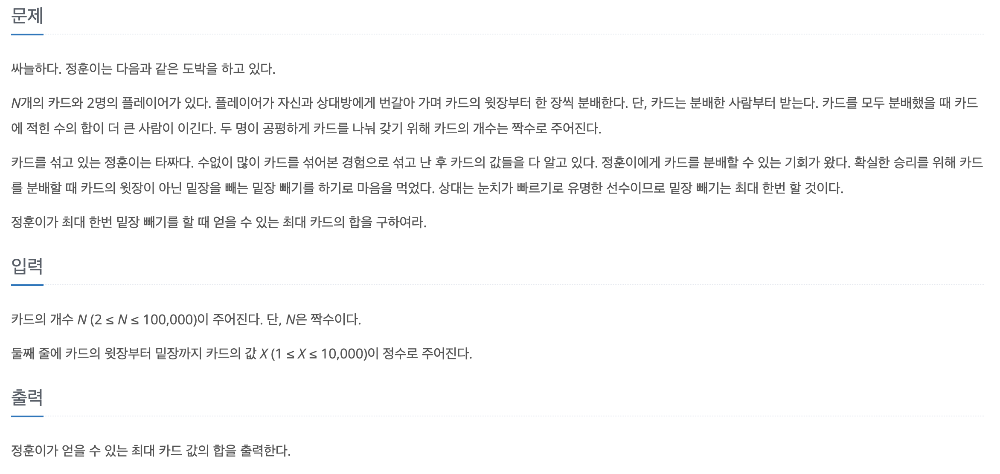 문제
싸늘하다. 정훈이는 다음과 같은 도박을 하고 있다.
N개의 카드와 2명의 플레이어가 있다. 플레이어가 자신과 상대방에게 번갈아 가며 카드의 윗장부터 한 장씩 분배한다. 단, 카드는 분배한 사람부터 받는다. 카드를 모두 분배했을 때 카드
에 적힌 수의 합이 더 큰 사람이 이긴다. 두 명이 공평하게 카드를 나눠 갖기 위해 카드의 개수는 짝수로 주어진다.
카드를 섞고 있는 정훈이는 타짜다. 수없이 많이 카드를 섞어본 경험으로 섞고 난 후 카드의 값들을 다 알고 있다. 정훈이에게 카드를 분배할 수 있는 기회가 왔다. 확실한 승리를 위해 카드
를 분배할 때 카드의 윗장이 아닌 밑장을 빼는 밑장 빼기를 하기로 마음을 먹었다. 상대는 눈치가 빠르기로 유명한 선수이므로 밑장 빼기는 최대 한번 할 것이다.
정훈이가 최대 한번 밑장 빼기를 할 때 얻을 수 있는 최대 카드의 합을 구하여라.
입력
카드의 개수 N (2 ≤ N ≤ 100,000)이 주어진다. 단, N은 짝수이다.
둘째 줄에 카드의 윗장부터 밑장까지 카드의 값 X (1 ≤ X ≤ 10,000)이 정수로 주어진다.
출력
정훈이가 얻을 수 있는 최대 카드 값의 합을 출력한다.